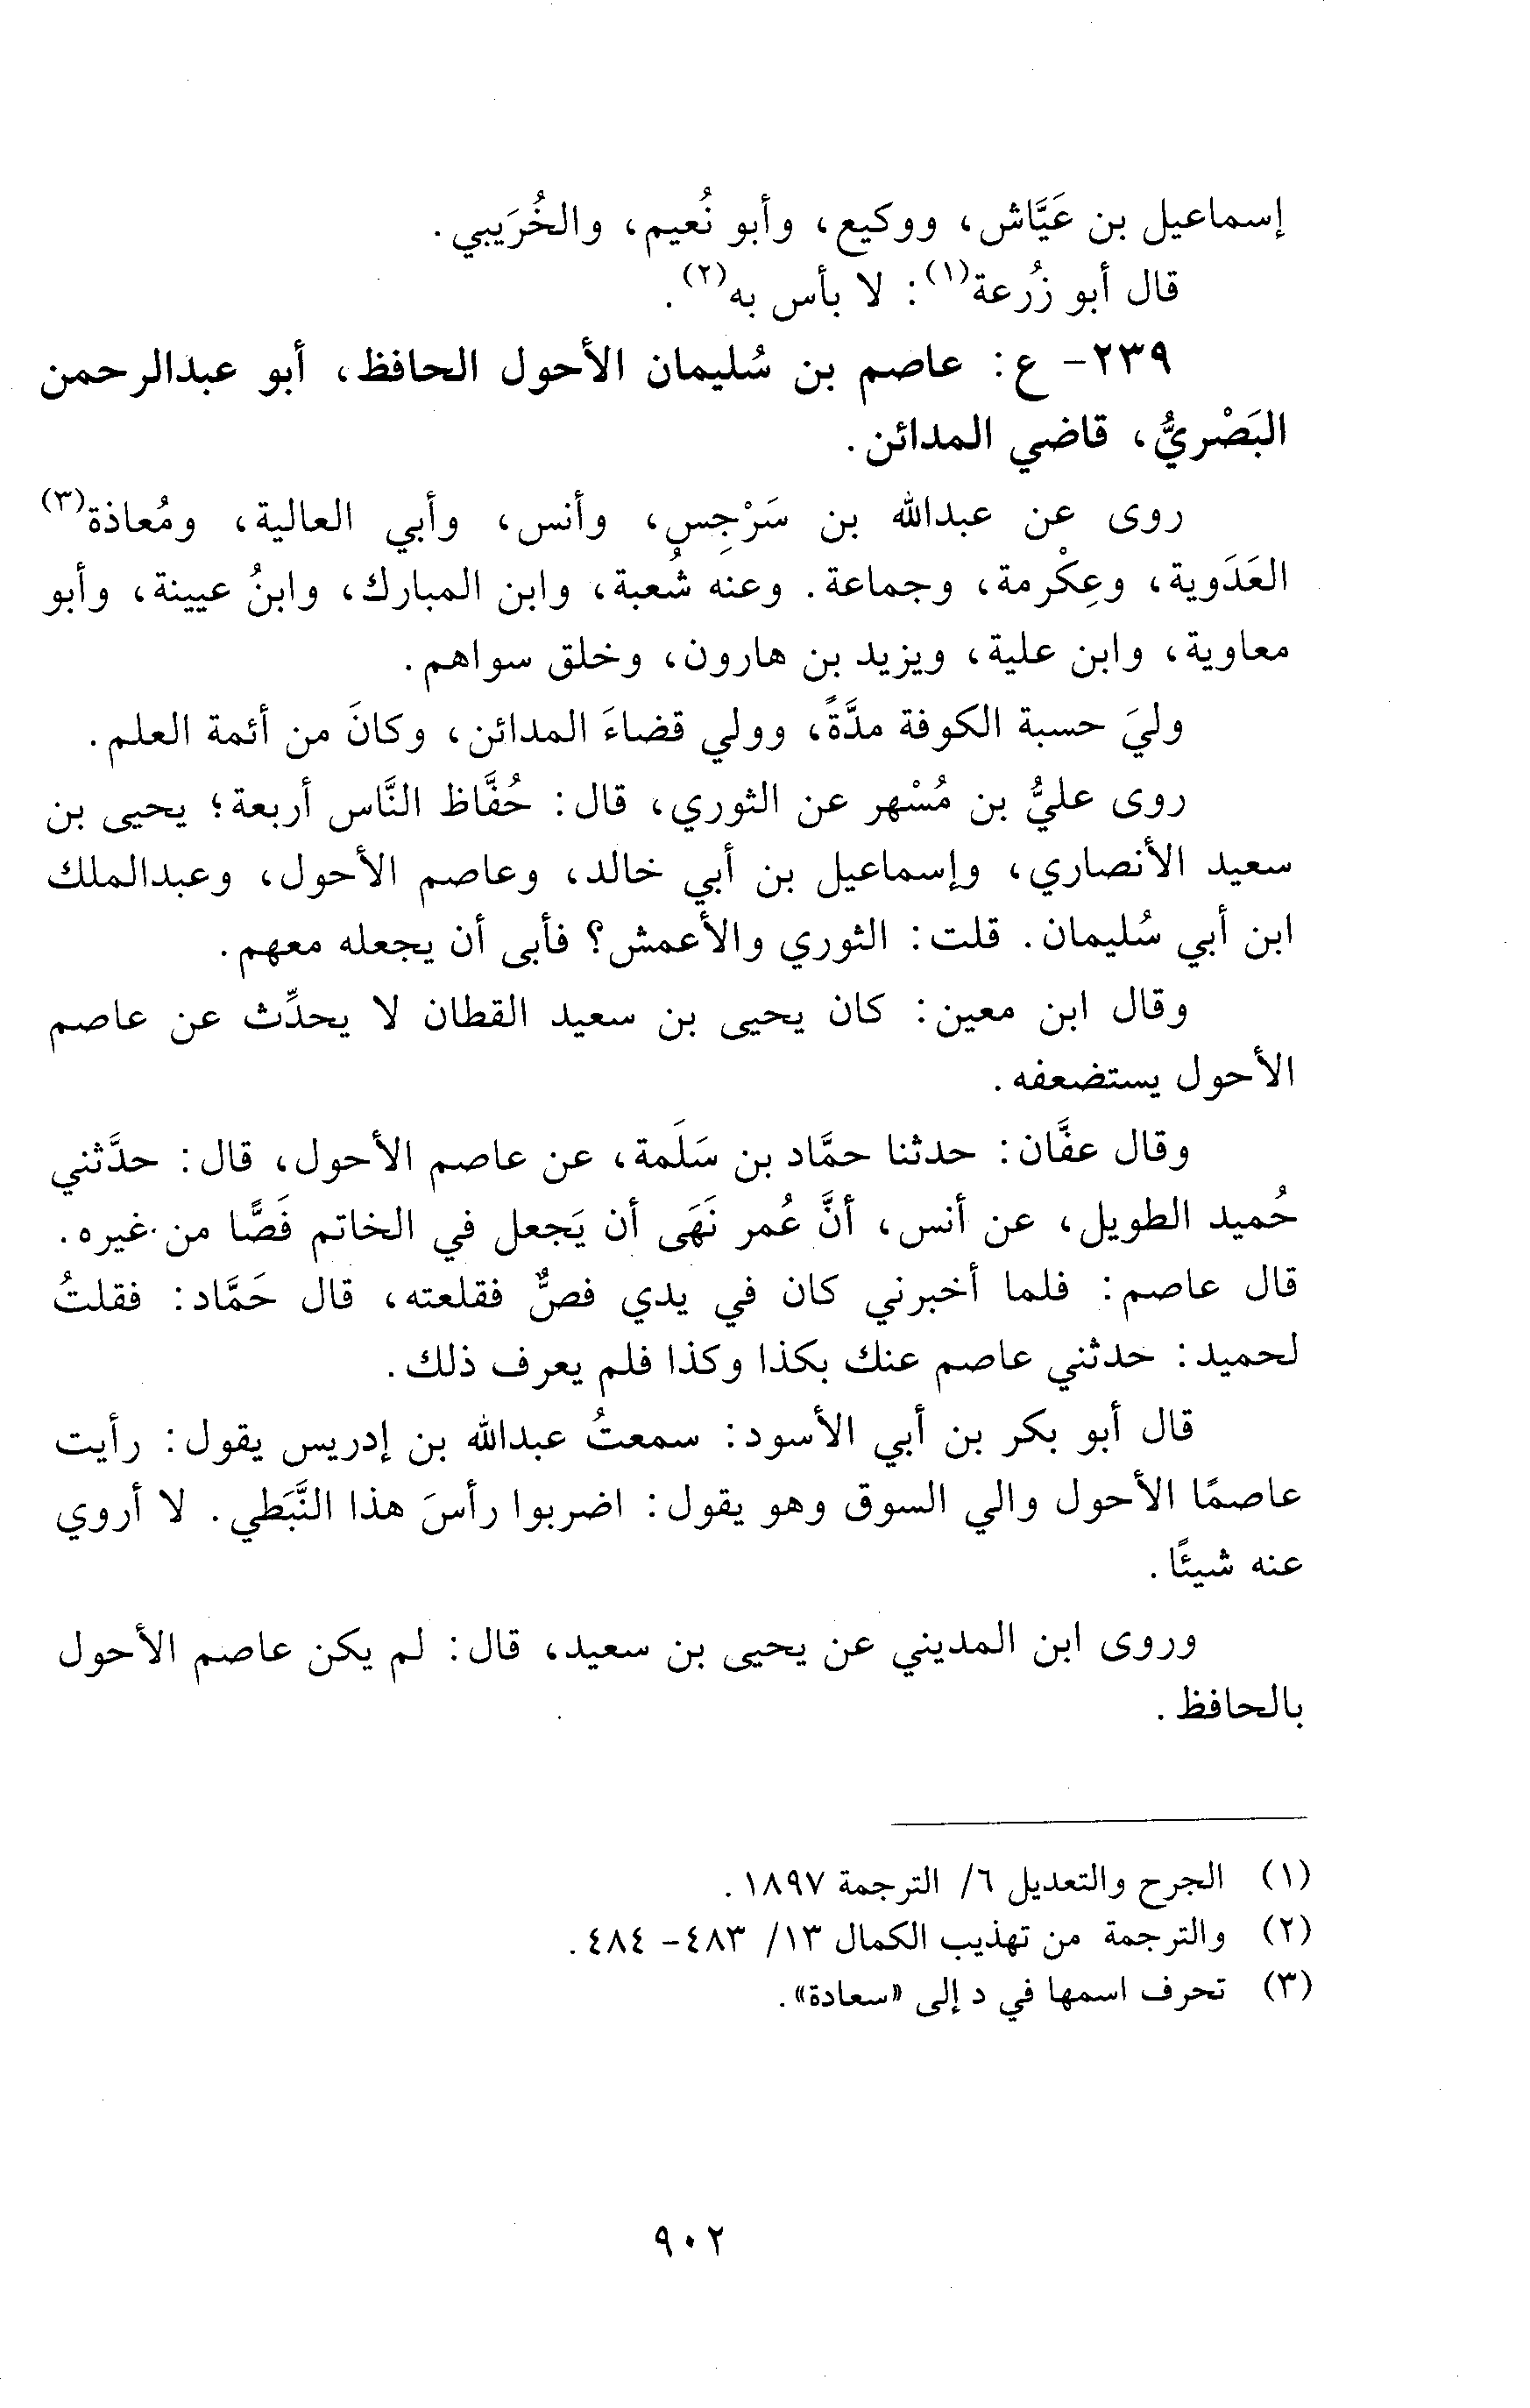 إسماعيل بن عَيَّاش، ووكيع، وأبو نُعيم، والخُرَيبي.
قال أبو زُرعة(١): لا بأس به(٢).
٢٣٩- ع: عاصم بن سُليمان الأحول الحافظ، أبو عبدالرحمن
البَصْريُّ، قاضي المدائن.
روى عن عبدالله بن سَرْجِس، وأنس، وأبي العالية، ومُعاذة(٣)
العَدَوية، وعِكْرمة، وجماعة. وعنه شُعبة، وابن المبارك، وابنُ عيينة، وأبو
معاوية، وابن علية، ويزيد بن هارون، وخلق سواهم.
وليَ حسبة الكوفة مدَّةً، وولي قضاءَ المدائن، وكانَ من أئمة العلم.
روى عليُّ بن مُسْهر عن الثوري، قال: حُفَّاظ النَّاس أربعة؛ يحيى بن
سعيد الأنصاري، وإسماعيل بن أبي خالد، وعاصم الأحول، وعبدالملك
ابن أبي سُليمان. قلت: الثوري والأعمش؟ فأبى أن يجعله معهم.
وقال ابن معين: كان يحيى بن سعيد القطان لا يحدِّث عن عاصم
الأحول يستضعفه.
وقال عفَّان: حدثنا حمَّاد بن سَلَمة، عن عاصم الأحول، قال: حدَّثني
حُميد الطويل، عن أنس، أنَّ عُمر نَهَى أن يَجعل في الخاتم فَصًّا من غيره.
قال عاصم: فلما أخبرني كان في يدي فصٌّ فقلعته، قال حَمَّاد: فقلتُ
لحميد: حدثني عاصم عنك بكذا وكذا فلم يعرف ذلك.
قال أبو بكر بن أبي الأسود: سمعتُ عبدالله بن إدريس يقول: رأيت
عاصمًا الأحول والي السوق وهو يقول: اضربوا رأسَ هذا النَّبَطي. لا أروي
عنه شيئًا.
وروى ابن المديني عن يحيى بن سعيد، قال: لم يكن عاصم الأحول
بالحافظ.
(١) الجرح والتعديل ٦/ الترجمة ١٨٩٧.
(٢) والترجمة من تهذيب الكمال ١٣/ ٤٨٣- ٤٨٤.
(٣) تحرف اسمها في د إلى «سعادة».
٩٠٢